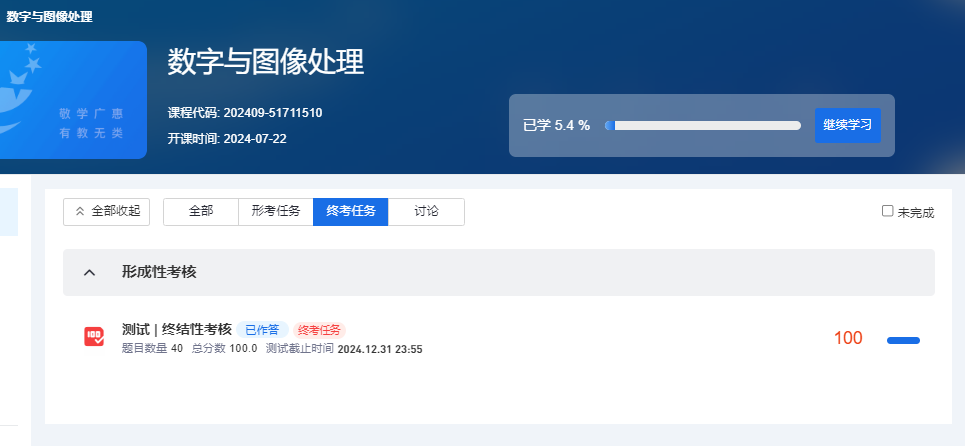 数字与图像处理
数字与图像处理
敬学广惠
有教无类
课程代码: 202409-51711510
开课时间: 2024-07-22
已学 5.4 %
继续学习
全部收起
全部
形考任务
终考任务
讨论
未完成
形成性考核
100
测试 | 终结性考核 已作答 终考任务
题目数量 40 总分数 100.0 测试截止时间 2024.12.31 23:55
100